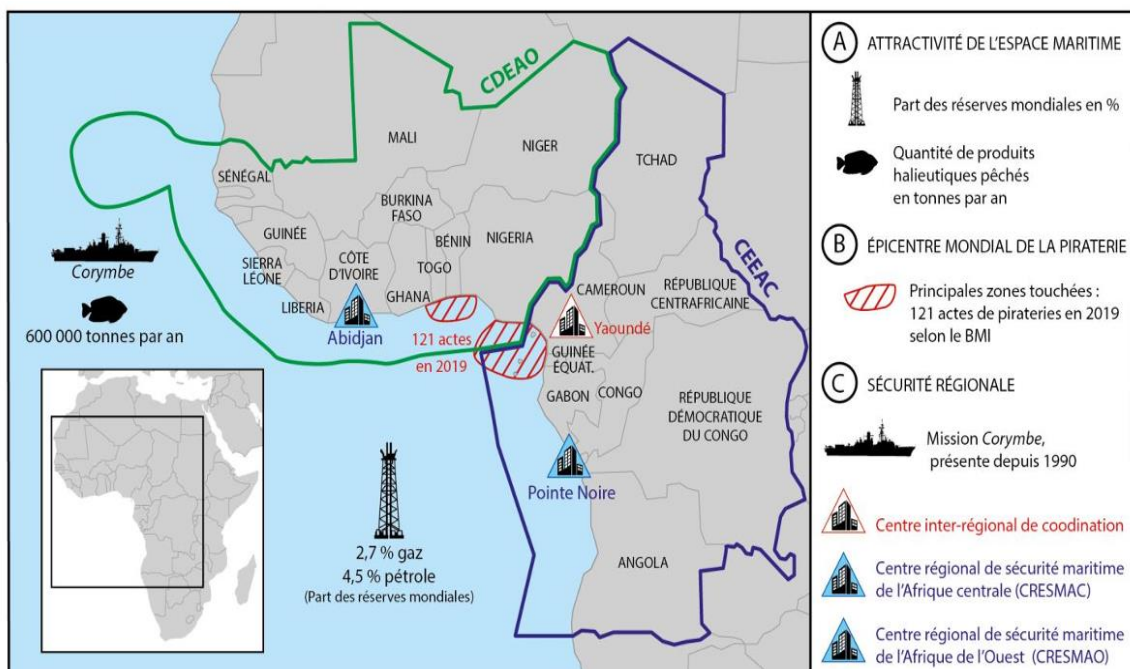 CDEAO
MALI
NIGER
TCHAD
SÉNÉGAL
BURKINA
FASO
GUINÉE
BÉNIN
NIGERIA
CEEAC
Corymbe
SIERRA
LÉONE
CÔTE
D'IVOIRE
TOGO
GHANA
LIBERIA
CAMEROUN
RÉPUBLIQUE
CENTRAFRICAINE
600 000 tonnes par an
Abidjan
121 actes
en 2019
Yaoundé
GUINÉE
ÉQUAT.
GABON
CONGO
RÉPUBLIQUE
DÉMOCRATIQUE
DU CONGO
Pointe Noire
2,7 % gaz
4,5 % pétrole
(Part des réserves mondiales)
ANGOLA
A ATTRACTIVITÉ DE L'ESPACE MARITIME
Part des réserves mondiales en %
Quantité de produits
halieutiques pêchés
en tonnes par an
B ÉPICENTRE MONDIAL DE LA PIRATERIE
Principales zones touchées :
121 actes de pirateries en 2019
selon le BMI
C SÉCURITÉ RÉGIONALE
Mission Corymbe,
présente depuis 1990
Centre inter-régional de coodination
Centre régional de sécurité maritime
de l'Afrique centrale (CRESMAC)
Centre régional de sécurité maritime
de l'Afrique de l'Ouest (CRESMAO)